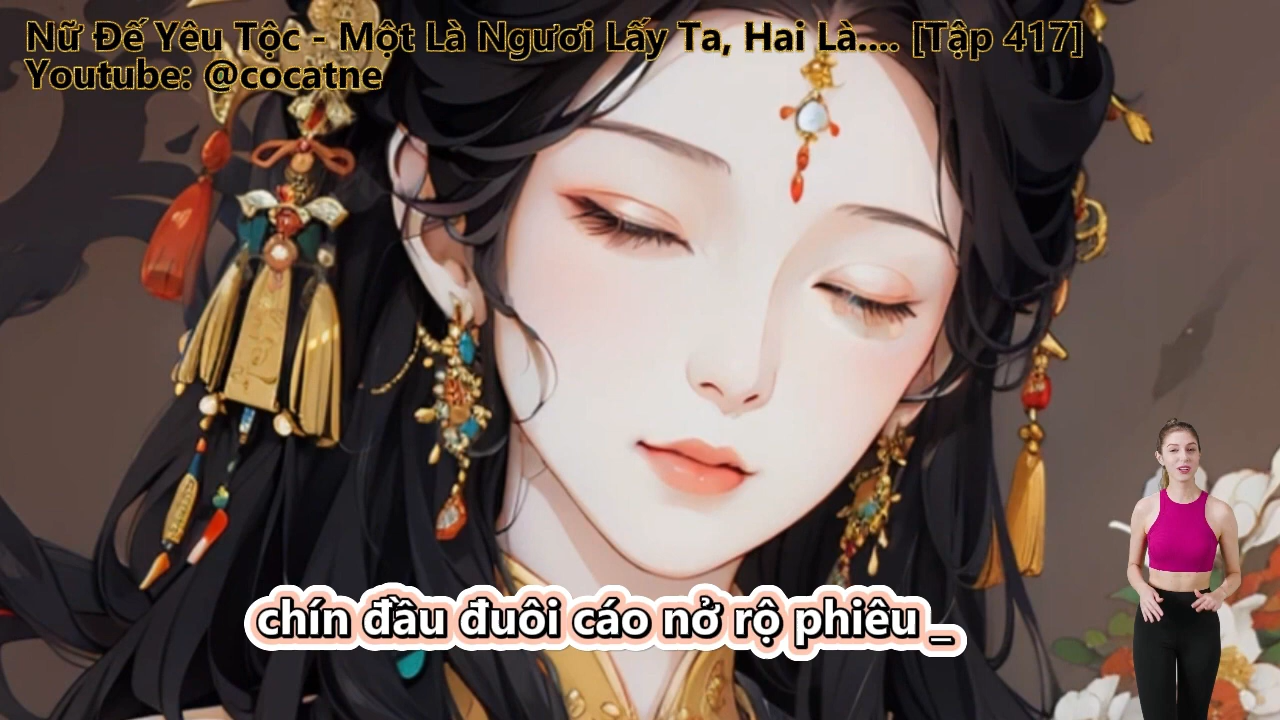 Nữ Đế Yêu Tộc - Một Là Ngươi Lấy Ta, Hai Là.... [Tập 417]
Youtube: @cocatne
chín đầu đuôi cáo nở rộ phiêu _